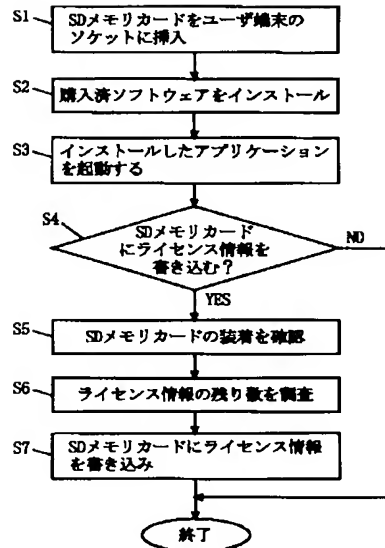 S1
SDメモリカードをユーザ端末の
ソケットに挿入
S2
購入済ソフトウェアをインストール
S3
インストールしたアプリケーション
を起動する
S4
SDメモリカード
にライセンス情報を
書き込む?
NO
YES
S5
SDメモリカードの装着を確認
S6
ライセンス情報の残り数を調査
S7
SDメモリカードにライセンス情報
を書き込み
終了